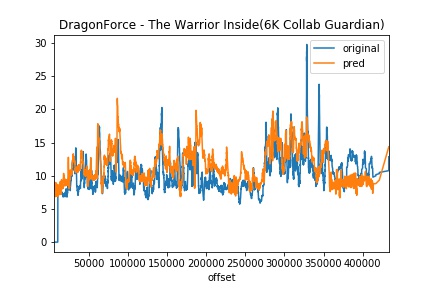 DragonForce - The Warrior Inside(6K Collab Guardian)
original
pred
30
25
20
15
10
5
0
50000 100000 150000 200000 250000 300000 350000 400000
offset